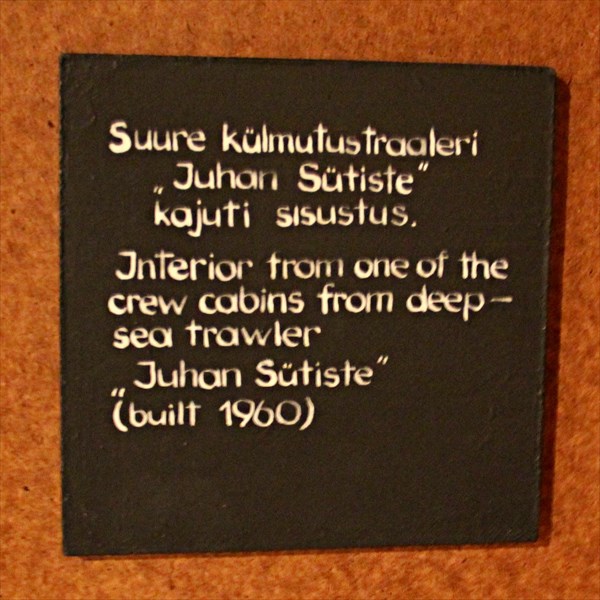 Suure külmutustraaleri
„Juhan Sütiste”
kajuti sisustus.
Interior from one of the
crew cabins from deep-
sea trawler
„Juhan Sütiste”
(built 1960)